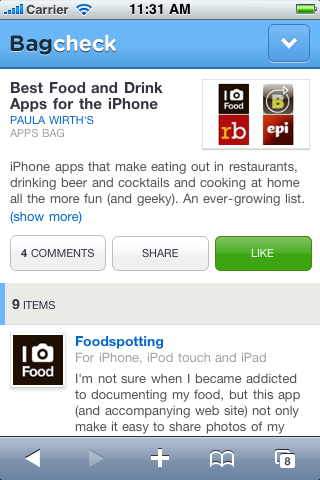 Carrier 11:31 AM
Bagcheck
Best Food and Drink
Apps for the iPhone
PAULA WIRTH'S
APPS BAG
Food
B
rb
epi
iPhone apps that make eating out in restaurants,
drinking beer and cocktails and cooking at home
all the more fun (and geeky). An ever-growing list.
(show more)
4 COMMENTS SHARE LIKE
9 ITEMS
Food
Foodspotting
For iPhone, iPod touch and iPad
I'm not sure when I became addicted
to documenting my food, but this app
(and accompanying web site) not only
make it easy to share photos of my
8